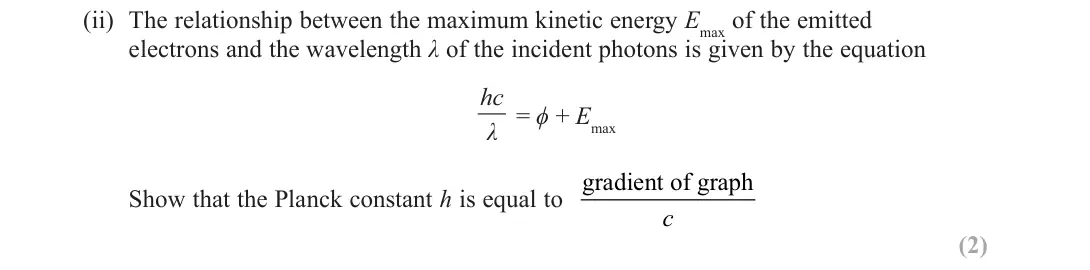 (ii) The relationship between the maximum kinetic energy E_max of the emitted
electrons and the wavelength λ of the incident photons is given by the equation
hc/λ = ϕ + E_max
Show that the Planck constant h is equal to gradient of graph/c
(2)